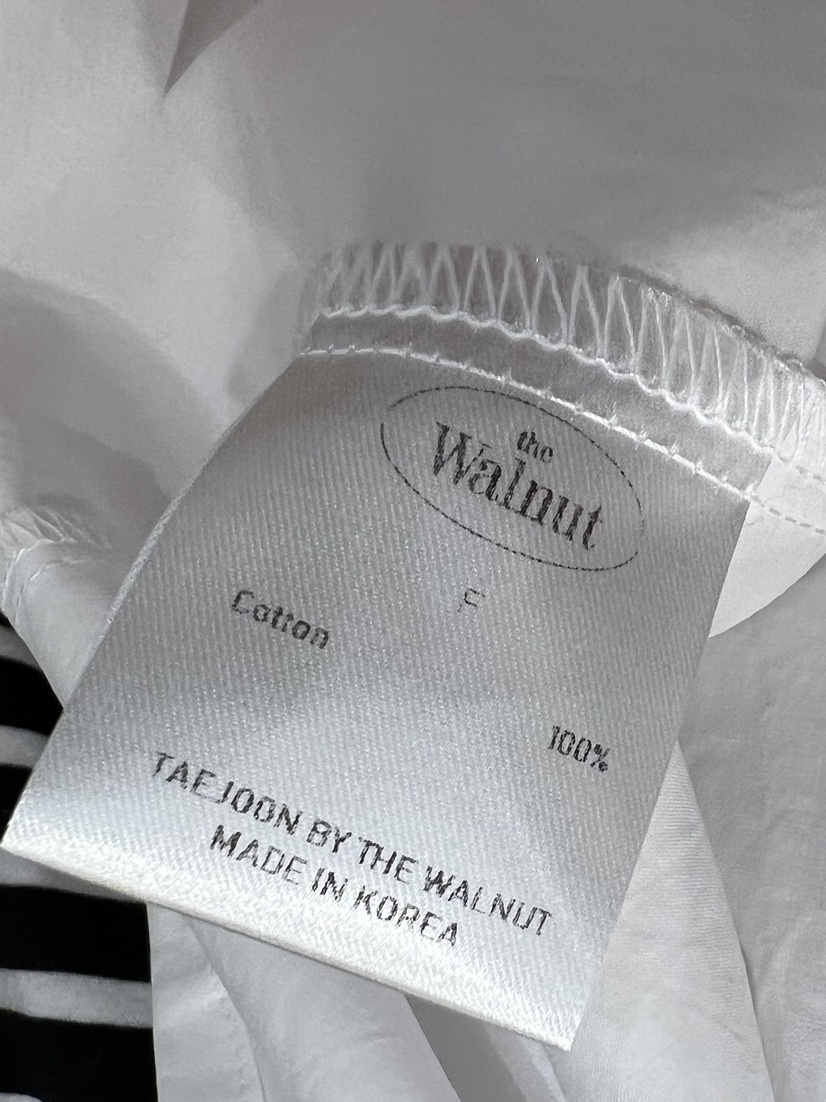 the
Walnut
F
Cotton 100%
TAEJOON BY THE WALNUT
MADE IN KOREA